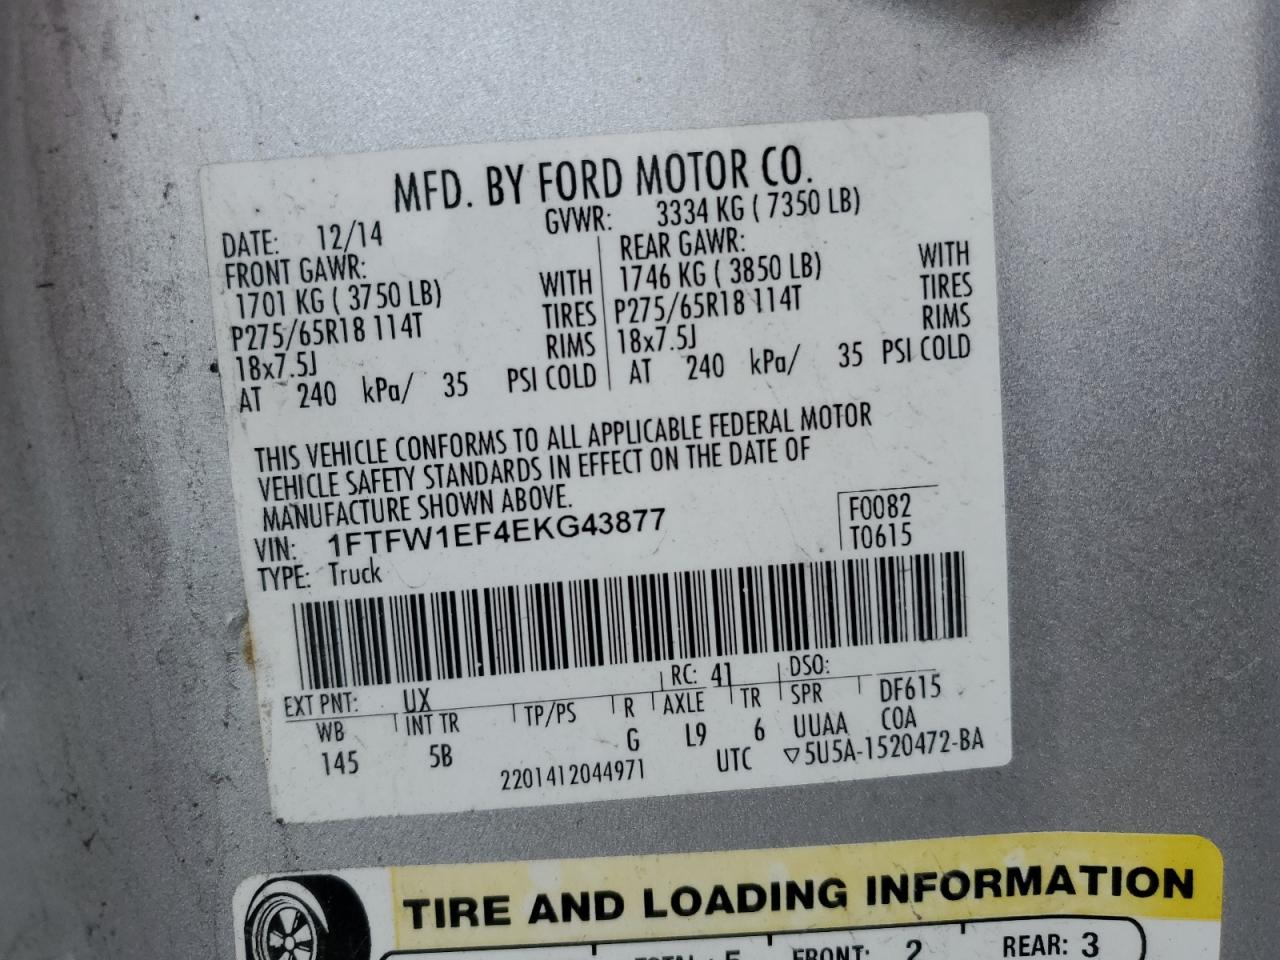 MFD. BY FORD MOTOR CO.
DATE: 12/14 GVWR: 3334 KG ( 7350 LB)
FRONT GAWR: REAR GAWR:
1701 KG ( 3750 LB) WITH 1746 KG ( 3850 LB) WITH
P275/65R18 114T TIRES P275/65R18 114T TIRES
18x7.5J RIMS 18x7.5J RIMS
AT 240 kPa/ 35 PSI COLD AT 240 kPa/ 35 PSI COLD
THIS VEHICLE CONFORMS TO ALL APPLICABLE FEDERAL MOTOR
VEHICLE SAFETY STANDARDS IN EFFECT ON THE DATE OF
MANUFACTURE SHOWN ABOVE.
VIN: 1FTFW1EF4EKG43877 F0082
TYPE: Truck T0615
EXT PNT: UX RC: 41 DSO:
WB INT TR TP/PS R AXLE TR SPR DF615
145 5B G L9 6 UUAA COA
2201412044971 UTC ▽5U5A-1520472-BA
TIRE AND LOADING INFORMATION
FRONT: 2 REAR: 3